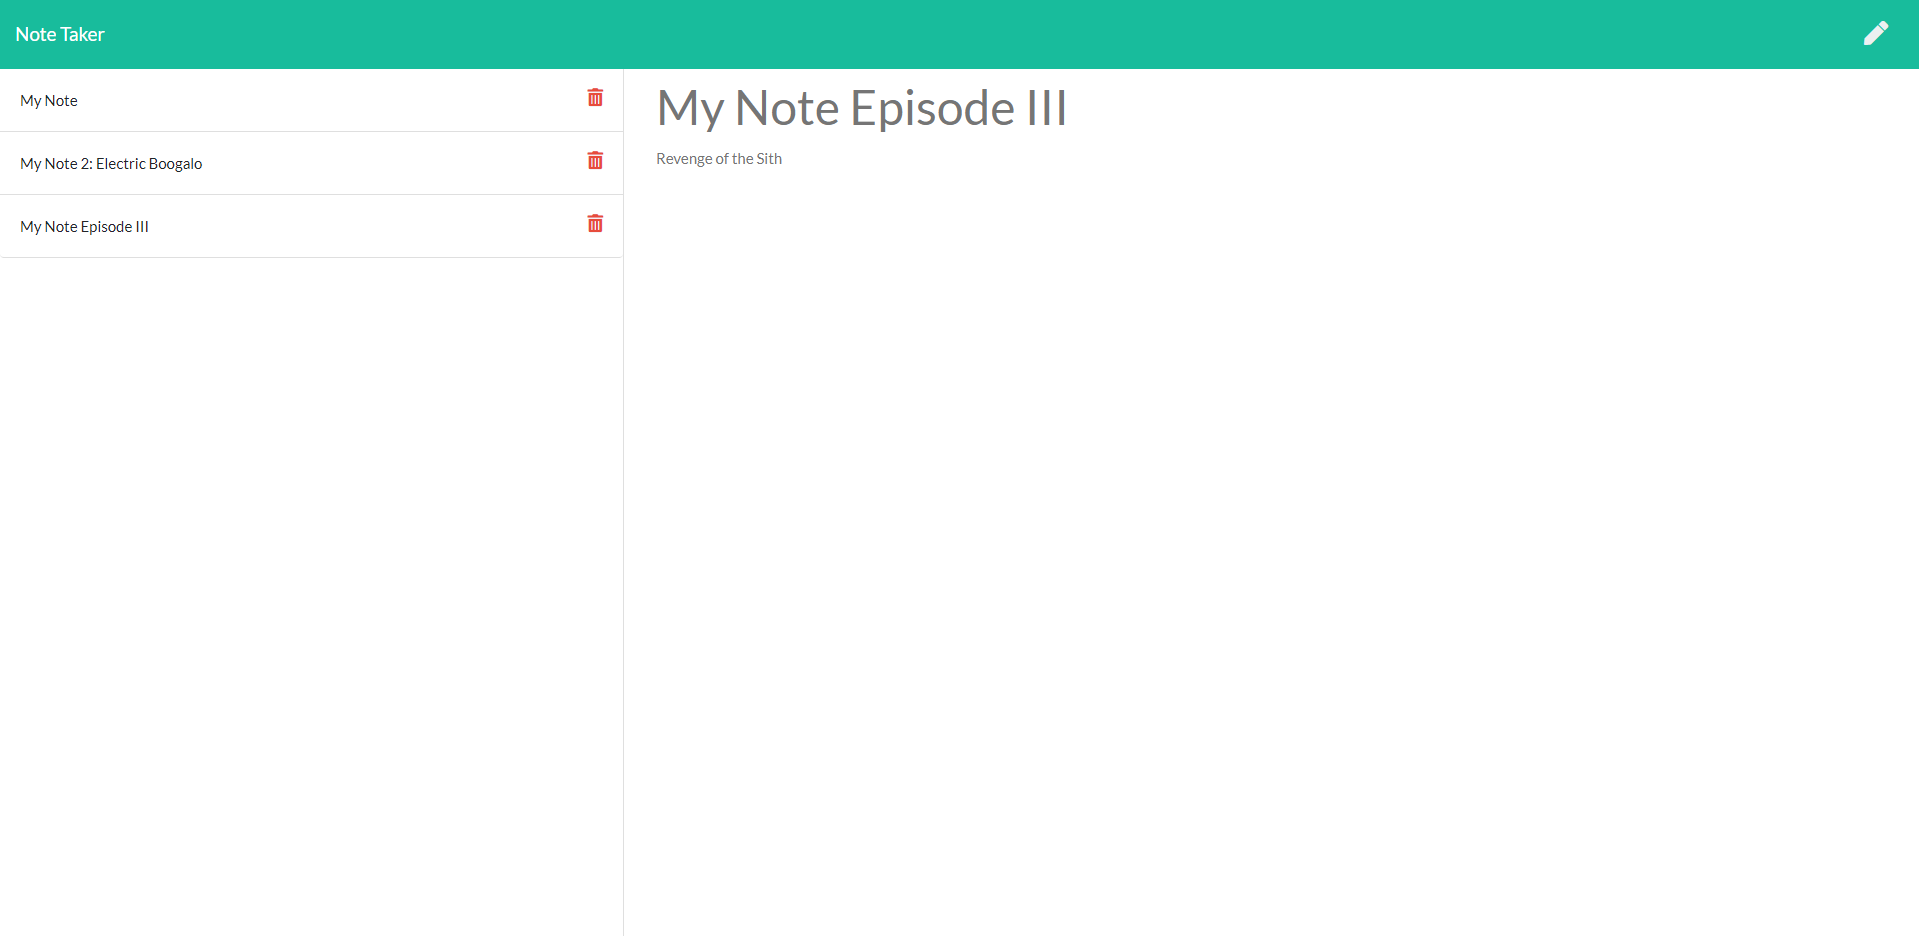 Note Taker
My Note
My Note 2: Electric Boogalo
My Note Episode III
My Note Episode III
Revenge of the Sith